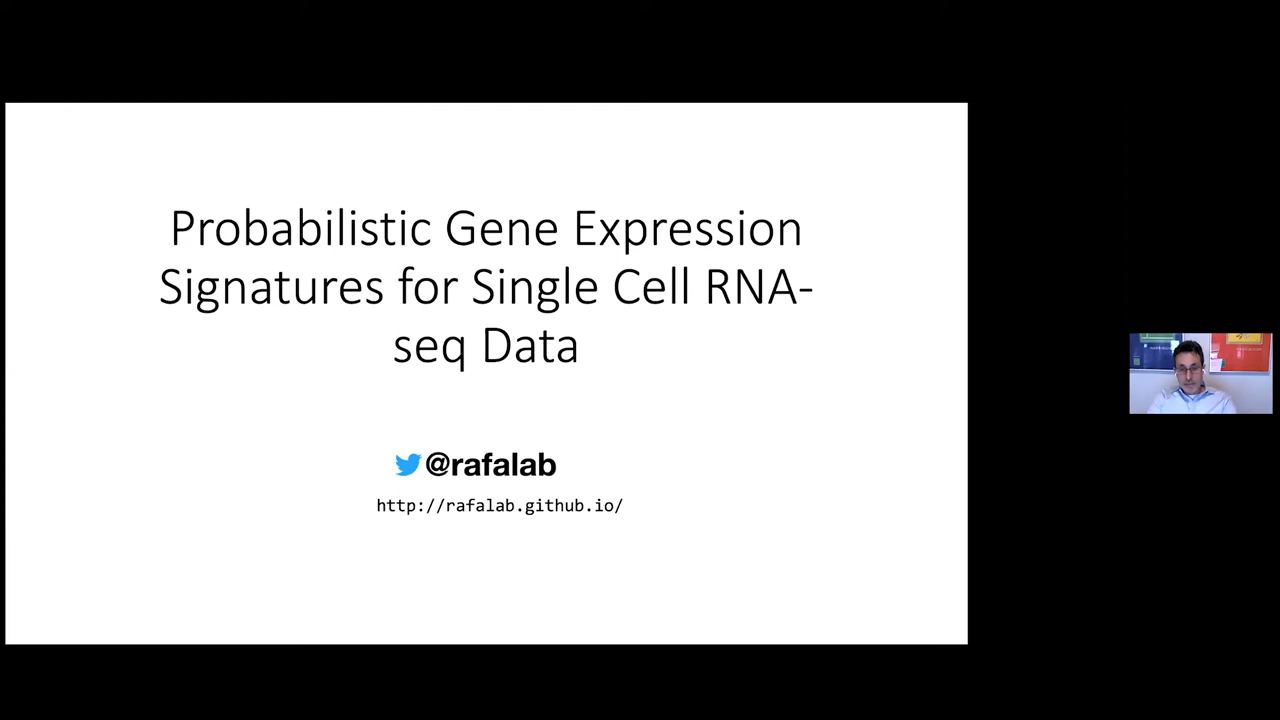 Probabilistic Gene Expression
Signatures for Single Cell RNA-
seq Data
@rafalab
http://rafalab.github.io/